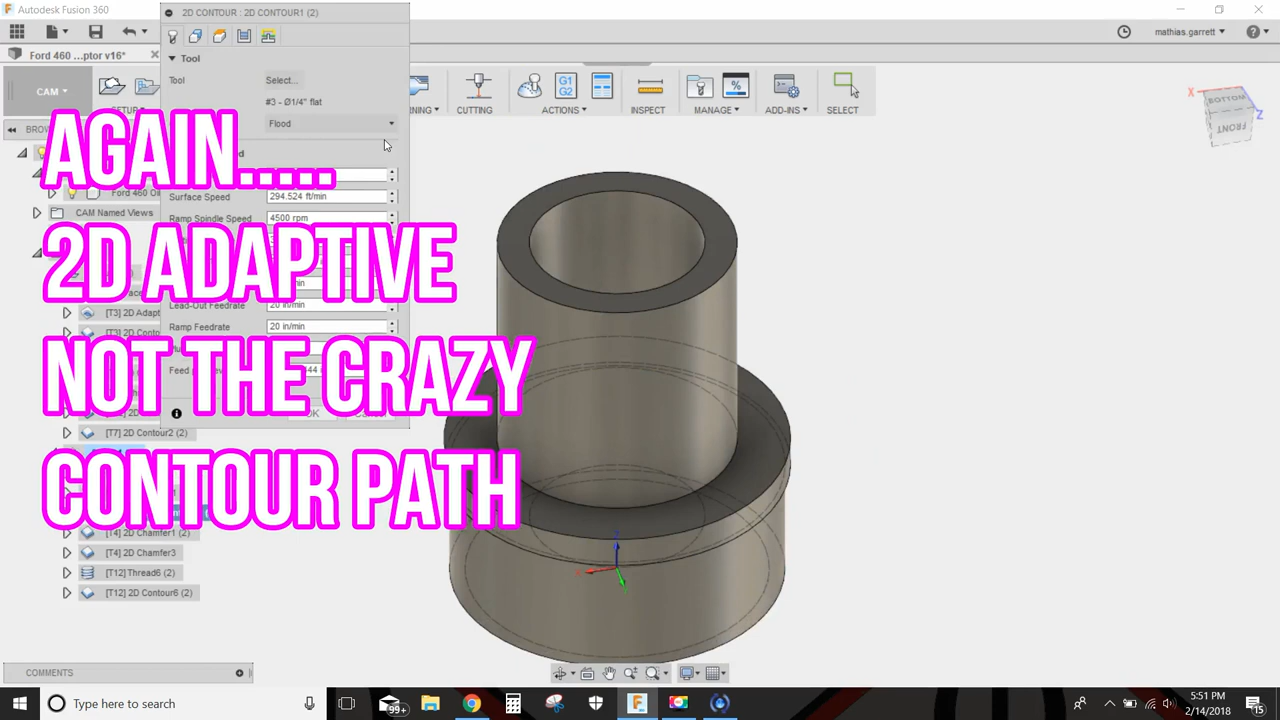 Autodesk Fusion 360
2D CONTOUR : 2D CONTOUR1 (2)
mathias.garrett
Ford 460 ...ptor v16*
Tool
CAM
Tool
Select...
#3 - Ø1/4" flat
Flood
SETUP
CUTTING
ACTIONS
INSPECT
MANAGE
ADD-INS
SELECT
G1
G2
BOTTOM
FRONT
X
Z
AGAIN.....
2D ADAPTIVE
NOT THE CRAZY
CONTOUR PATH
Surface Speed
294.524 ft/min
Ramp Spindle Speed
4500 rpm
Ford 460 Oil
CAM Named Views
Lead-Out Feedrate
20 in/min
Ramp Feedrate
20 in/min
[T3] 2D Adapt
[T3] 2D Conto
[T7] 2D Contour2 (2)
[T4] 2D Chamfer1 (2)
[T4] 2D Chamfer3
[T12] Thread6 (2)
[T12] 2D Contour6 (2)
COMMENTS
Type here to search
99+
5:51 PM
2/14/2018
15